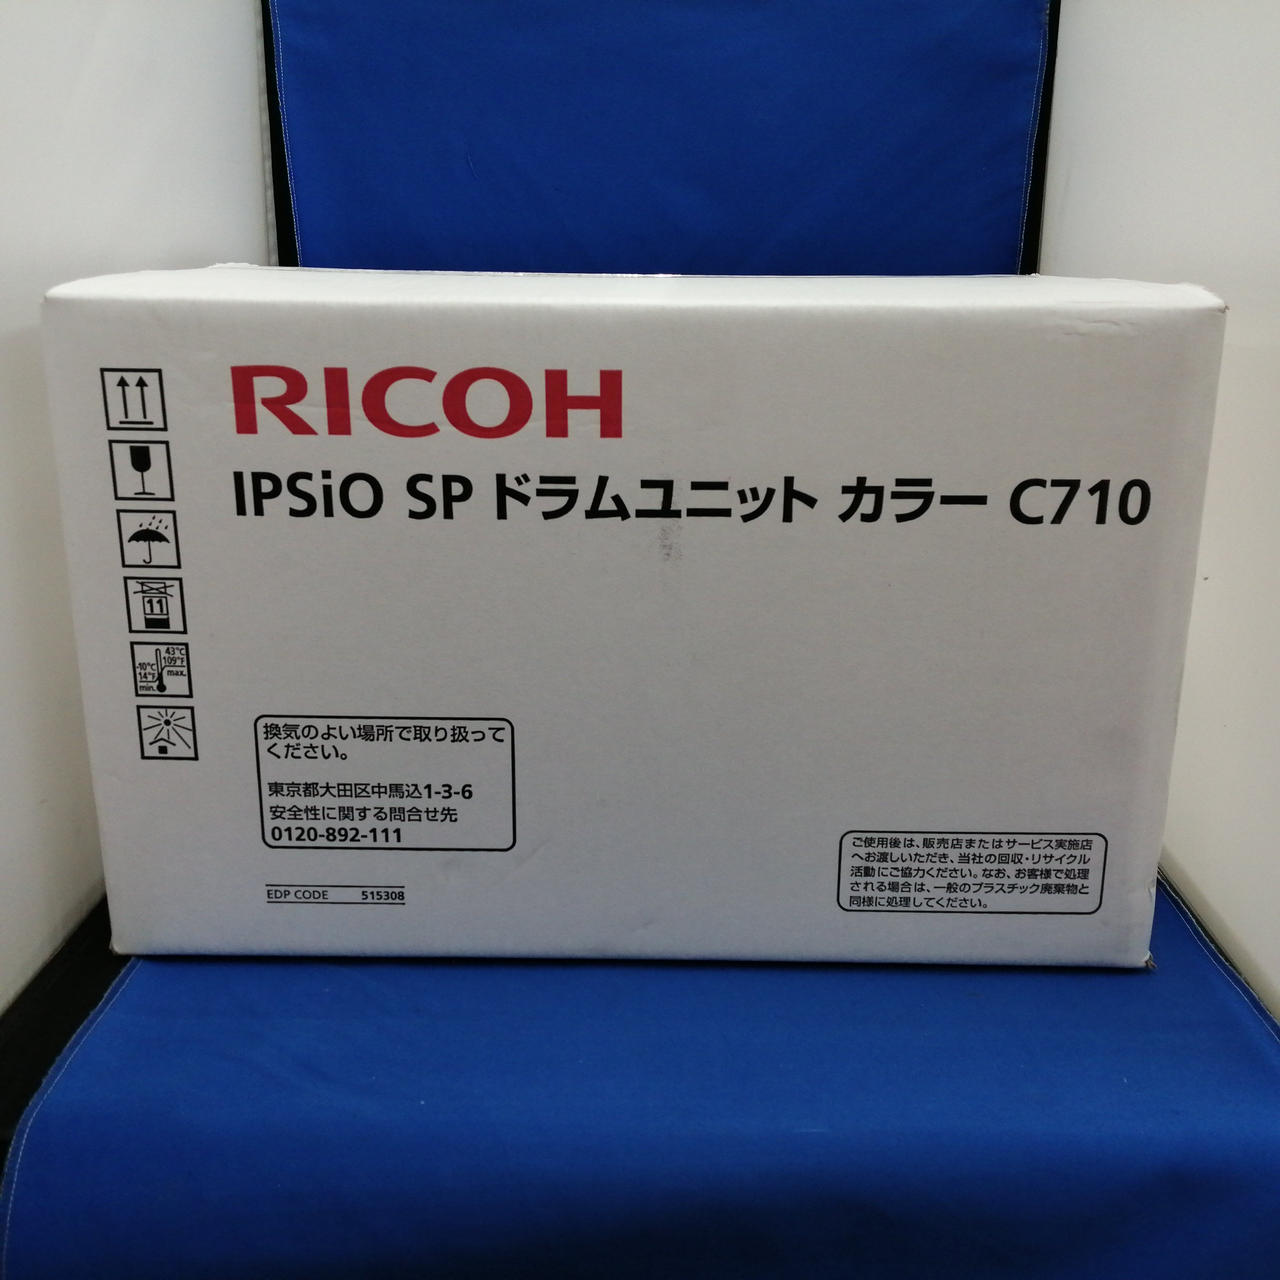 RICOH
IPSiO SP ドラムユニット カラー C710
11
43°C
109°F
max.
-10°C
14°F
min.
換気のよい場所で取り扱って
ください。
東京都大田区中馬込1-3-6
安全性に関する問合せ先
0120-892-111
EDP CODE 515308
ご使用後は、販売店またはサービス実施店
へお渡しいただき、当社の回収・リサイクル
活動にご協力ください。なお、お客様で処理
される場合は、一般のプラスチック廃棄物と
同様に処理してください。